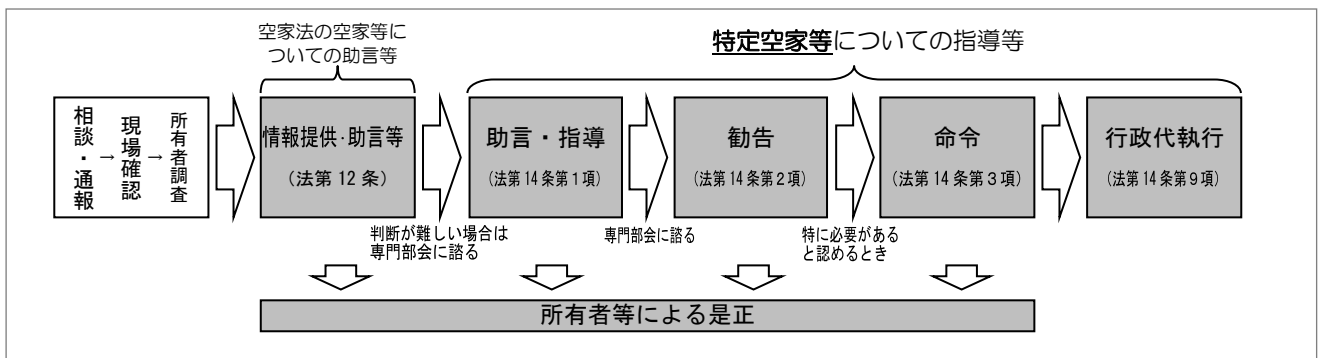 空家法の空家等に
ついての助言等
特定空家等についての指導等
相談・通報
→
現場確認
→
所有者調査
情報提供・助言等
（法第12条）
助言・指導
（法第14条第1項）
勧告
（法第14条第2項）
命令
（法第14条第3項）
行政代執行
（法第14条第9項）
判断が難しい場合は
専門部会に諮る
専門部会に諮る
特に必要がある
と認めるとき
所有者等による是正